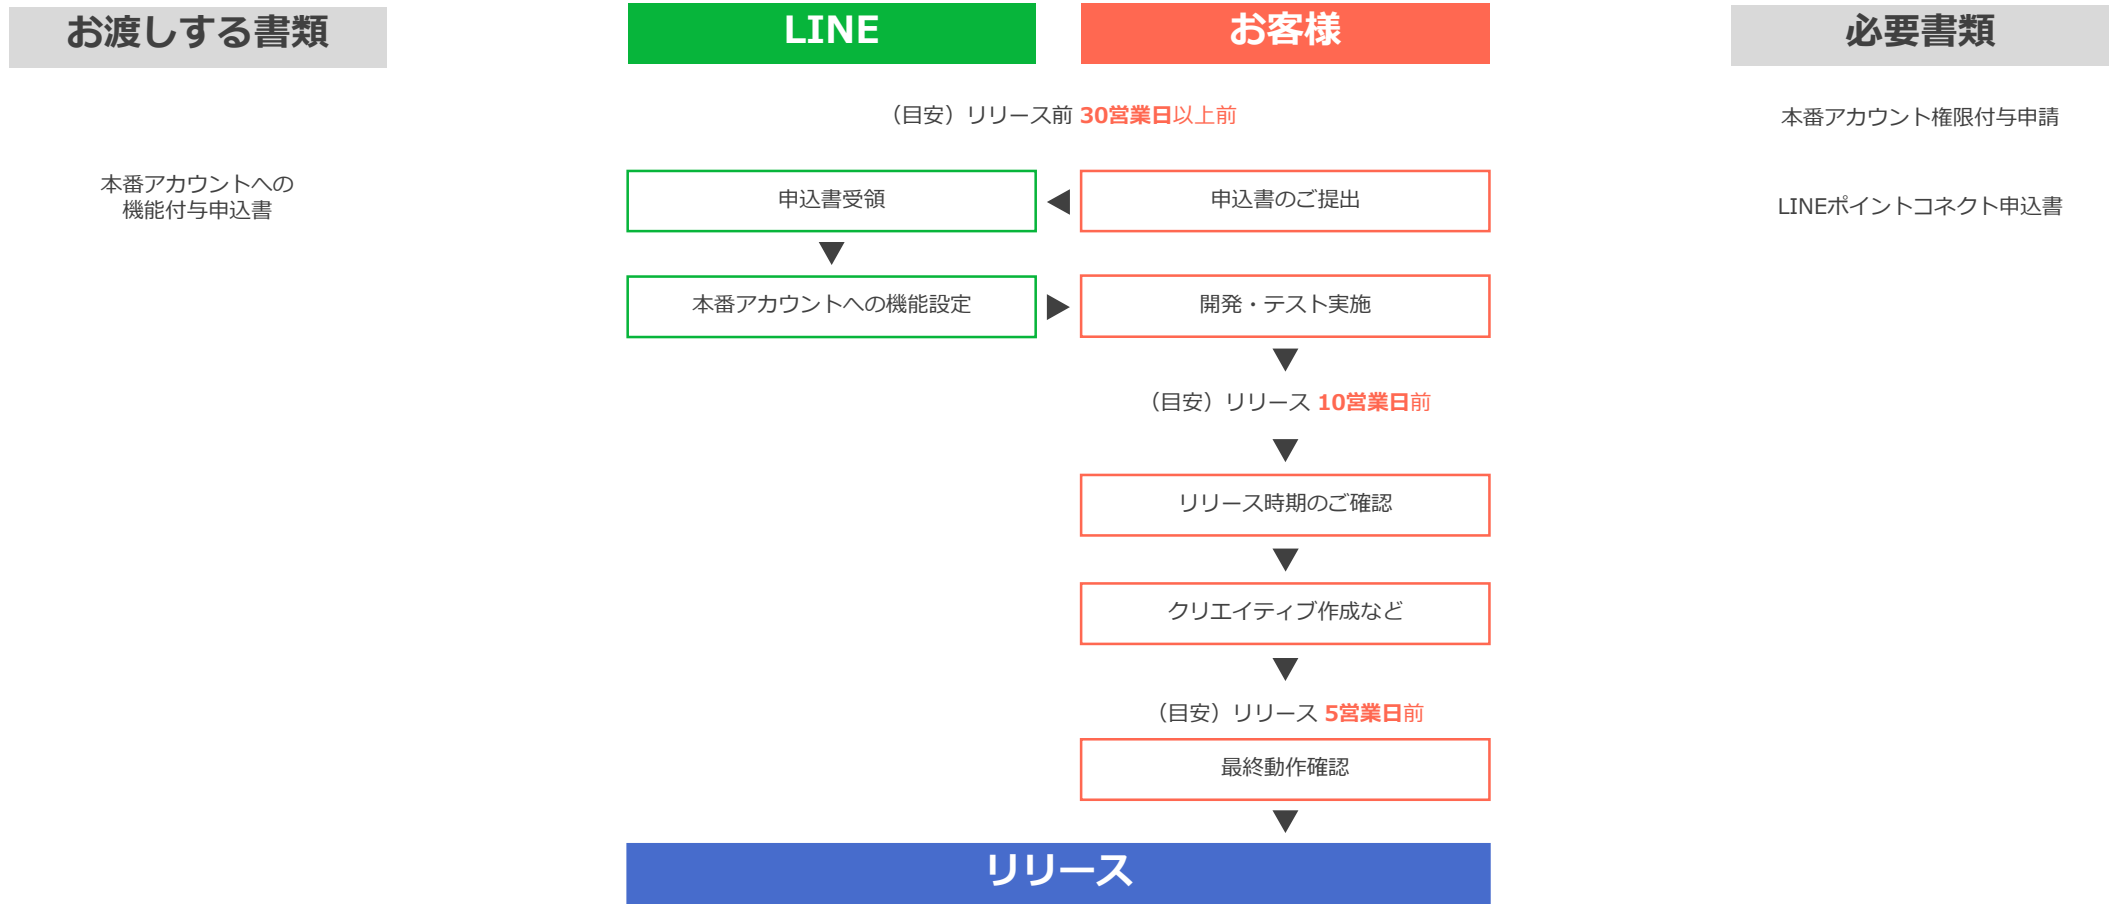 お渡しする書類
LINE
お客様
必要書類
（目安）リリース前 30営業日以上前
本番アカウント権限付与申請
本番アカウントへの
機能付与申込書
申込書受領
申込書のご提出
LINEポイントコネクト申込書
本番アカウントへの機能設定
開発・テスト実施
（目安）リリース 10営業日前
リリース時期のご確認
クリエイティブ作成など
（目安）リリース 5営業日前
最終動作確認
リリース